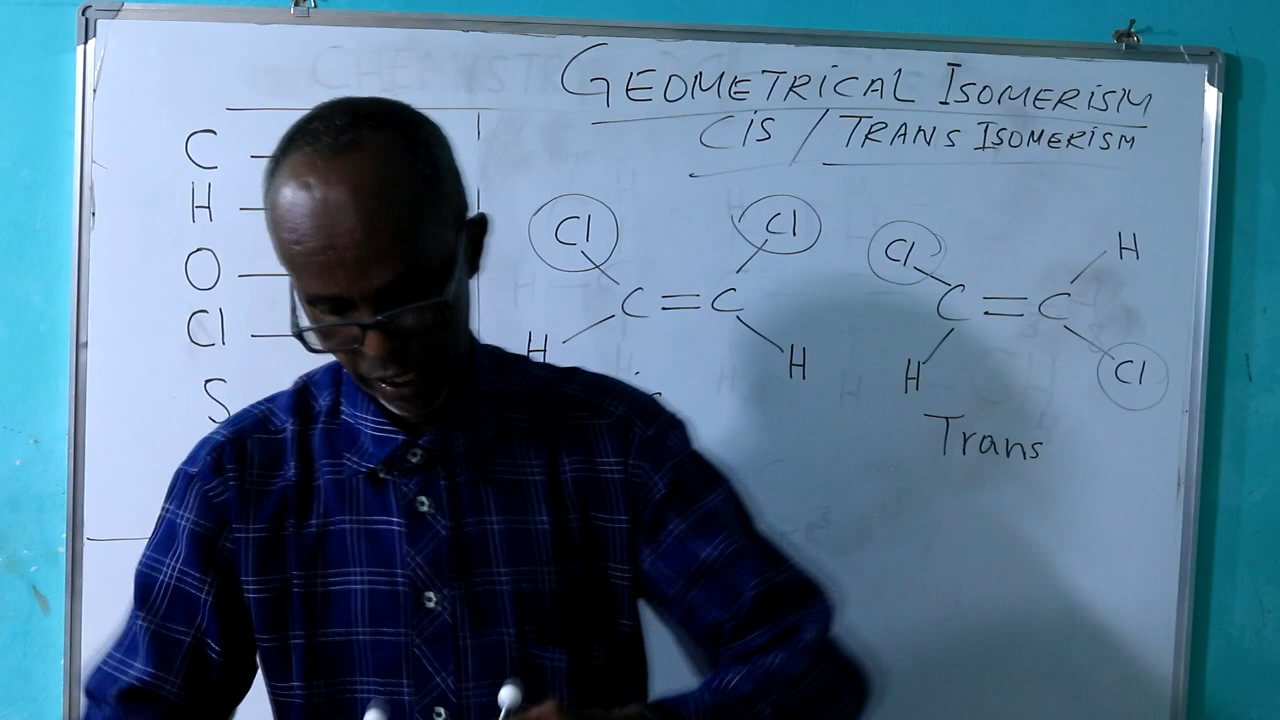 GEOMETRICAL ISOMERISM
Cis / TRANS ISOMERISM
C —
H —
O —
Cl —
S
Cl Cl
C = C
H H
Cl H
C = C
H Cl
Trans